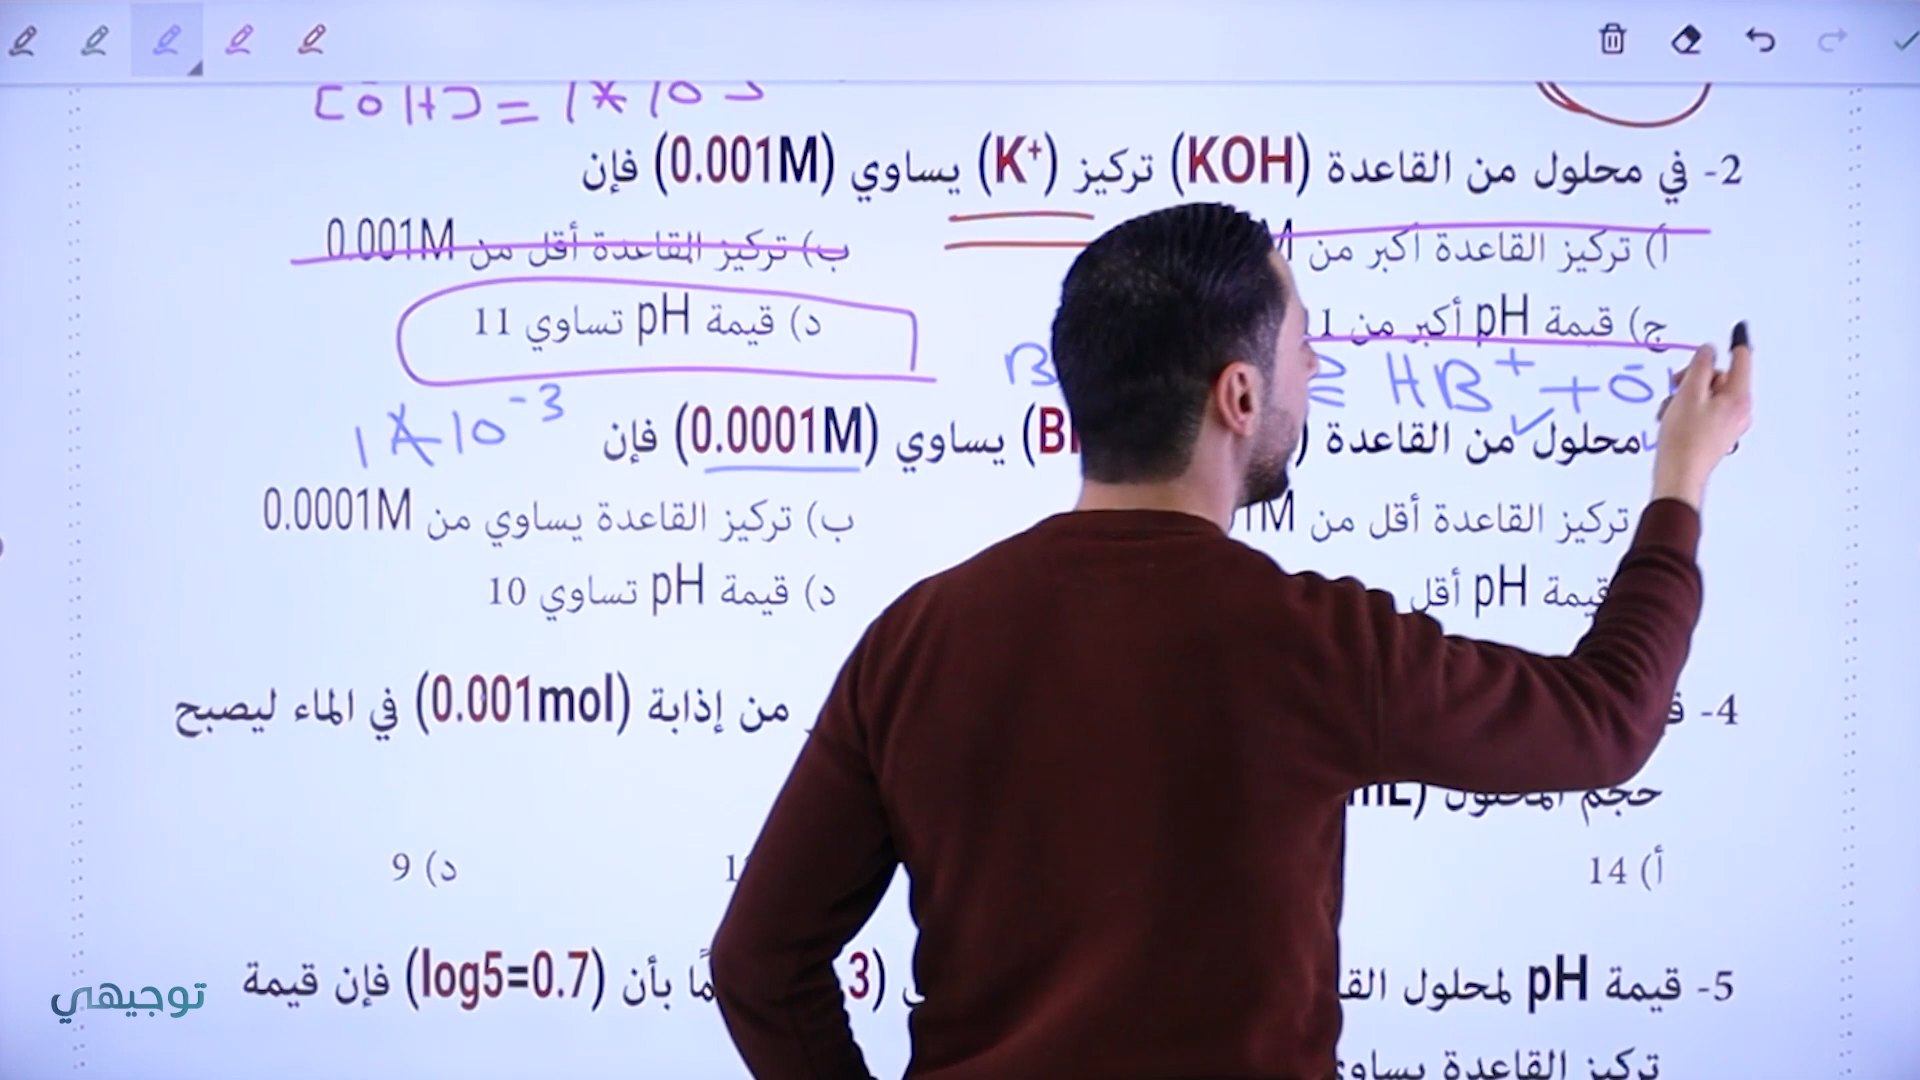 [OH] = 1×10
2- في محلول من القاعدة (KOH) تركيز (K⁺) يساوي (0.001M) فإن
أ) تركيز القاعدة أكبر من
ب) تركيز القاعدة أقل من 0.001M
ج) قيمة pH أكبر من
د) قيمة pH تساوي 11
B HB⁺ + O
1×10⁻³
محلول من القاعدة يساوي (0.0001M) فإن
تركيز القاعدة أقل من
ب) تركيز القاعدة يساوي من 0.0001M
قيمة pH أقل
د) قيمة pH تساوي 10
4- من إذابة (0.001mol) في الماء ليصبح
حجم المحلول
أ) 14
د) 9
5- قيمة pH لمحلول بأن (log5=0.7) فإن قيمة
تركيز القاعدة يساوي
توجيهي